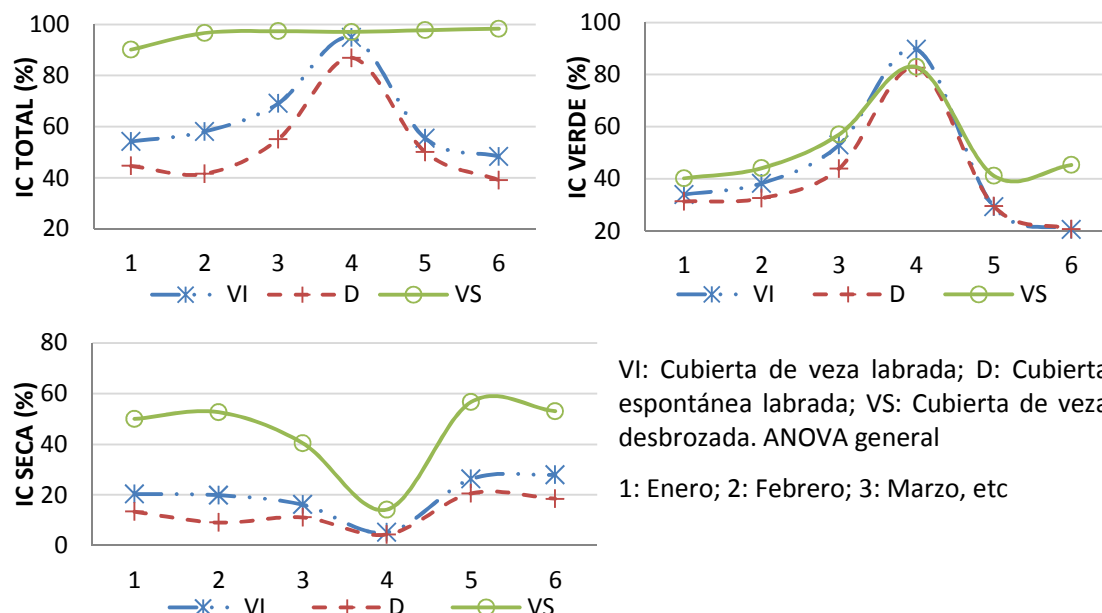 IC TOTAL (%)
100
80
60
40
20
1 2 3 4 5 6
VI D VS
IC VERDE (%)
100
80
60
40
20
1 2 3 4 5 6
VI D VS
IC SECA (%)
80
60
40
20
0
1 2 3 4 5 6
VI D VS
VI: Cubierta de veza labrada; D: Cubierta
espontánea labrada; VS: Cubierta de veza
desbrozada. ANOVA general
1: Enero; 2: Febrero; 3: Marzo, etc